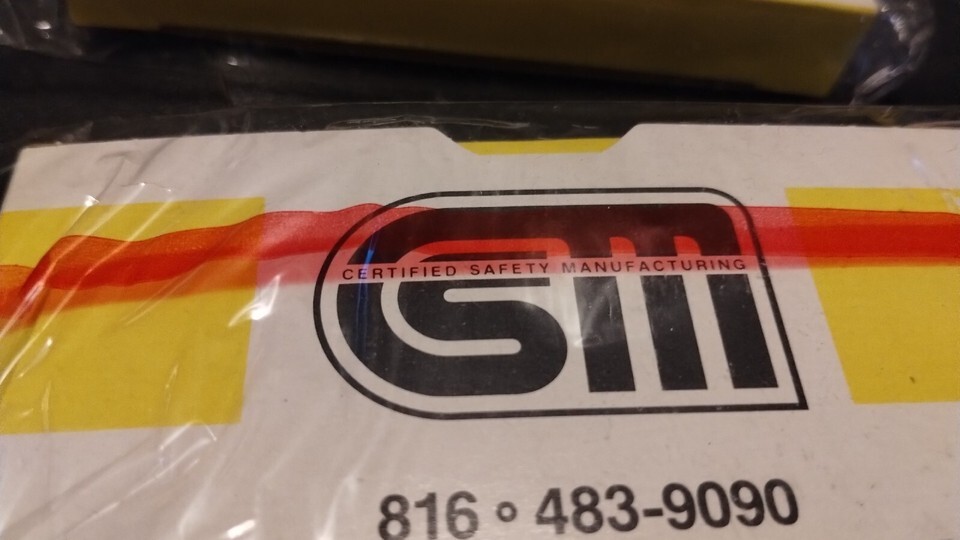 CSM
CERTIFIED SAFETY MANUFACTURING
816 • 483-9090